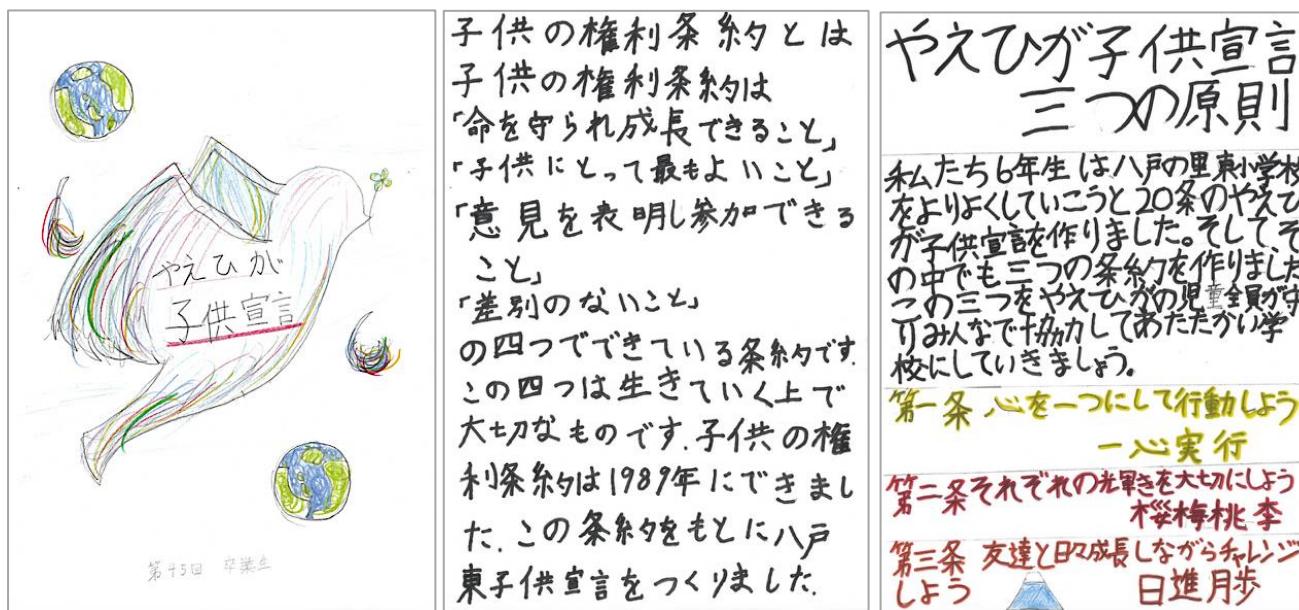 やえひが
子供宣言
第45回 卒業生
子供の権利条約とは
子供の権利条約は
「命を守られ成長できること」
「子供にとって最もよいこと」
「意見を表明し参加できる
こと」
「差別のないこと」
の四つでできている条約です.
この四つは生きていく上で
大切なものです.子供の権
利条約は1989年にできまし
た.この条約をもとに八戸
東子供宣言をつくりました.
やえひが子供宣言
三つの原則
私たち6年生は八戸の里東小学校
をよりよくしていこうと20条のやえひ
が子供宣言を作りました。そして、そ
の中でも三つの条約を作りました
この三つをやえひがの児童全員が守
りみんなで協力してあたたかい学
校にしていきましょう。
第一条 心を一つにして行動しよう
一心実行
第二条 それぞれの光輝きを大切にしよう
桜梅桃李
第三条 友達と日々成長しながらチャレンジ
しよう
日進月歩